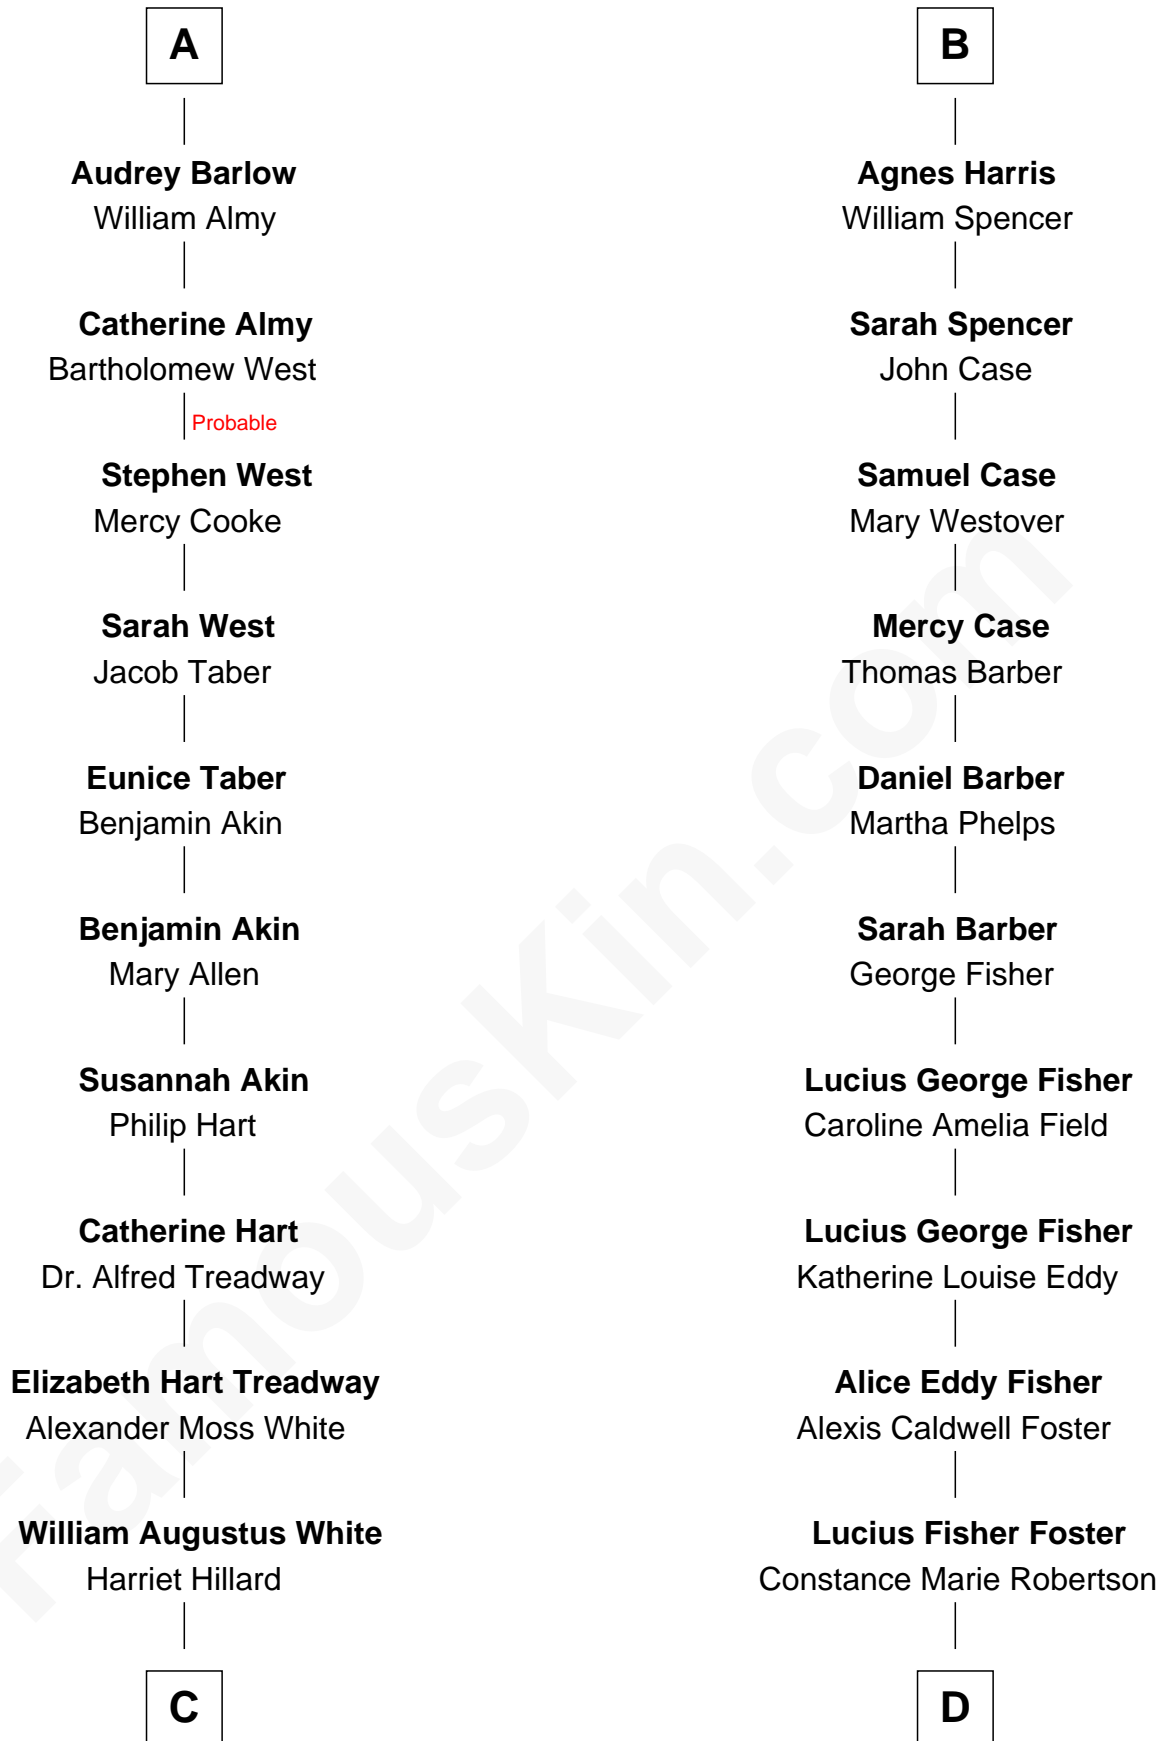 A
Audrey Barlow
William Almy
Catherine Almy
Bartholomew West
Probable
Stephen West
Mercy Cooke
Sarah West
Jacob Taber
Eunice Taber
Benjamin Akin
Benjamin Akin
Mary Allen
Susannah Akin
Philip Hart
Catherine Hart
Dr. Alfred Treadway
Elizabeth Hart Treadway
Alexander Moss White
William Augustus White
Harriet Hillard
C
B
Agnes Harris
William Spencer
Sarah Spencer
John Case
Samuel Case
Mary Westover
Mercy Case
Thomas Barber
Daniel Barber
Martha Phelps
Sarah Barber
George Fisher
Lucius George Fisher
Caroline Amelia Field
Lucius George Fisher
Katherine Louise Eddy
Alice Eddy Fisher
Alexis Caldwell Foster
Lucius Fisher Foster
Constance Marie Robertson
D
FamousKin.com